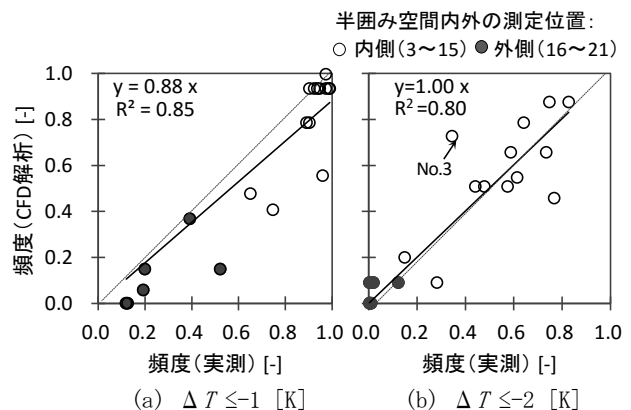 半囲み空間内外の測定位置：
○ 内側(3～15) ● 外側(16～21)
頻度(CFD解析) [-]
1.0
0.8
0.6
0.4
0.2
0.0
y = 0.88 x
R² = 0.85
0.0 0.2 0.4 0.6 0.8 1.0
頻度(実測) [-]
(a) Δ T ≤-1 [K]
y=1.00 x
R² = 0.80
No.3
0.0 0.2 0.4 0.6 0.8 1.0
頻度(実測) [-]
(b) Δ T ≤-2 [K]